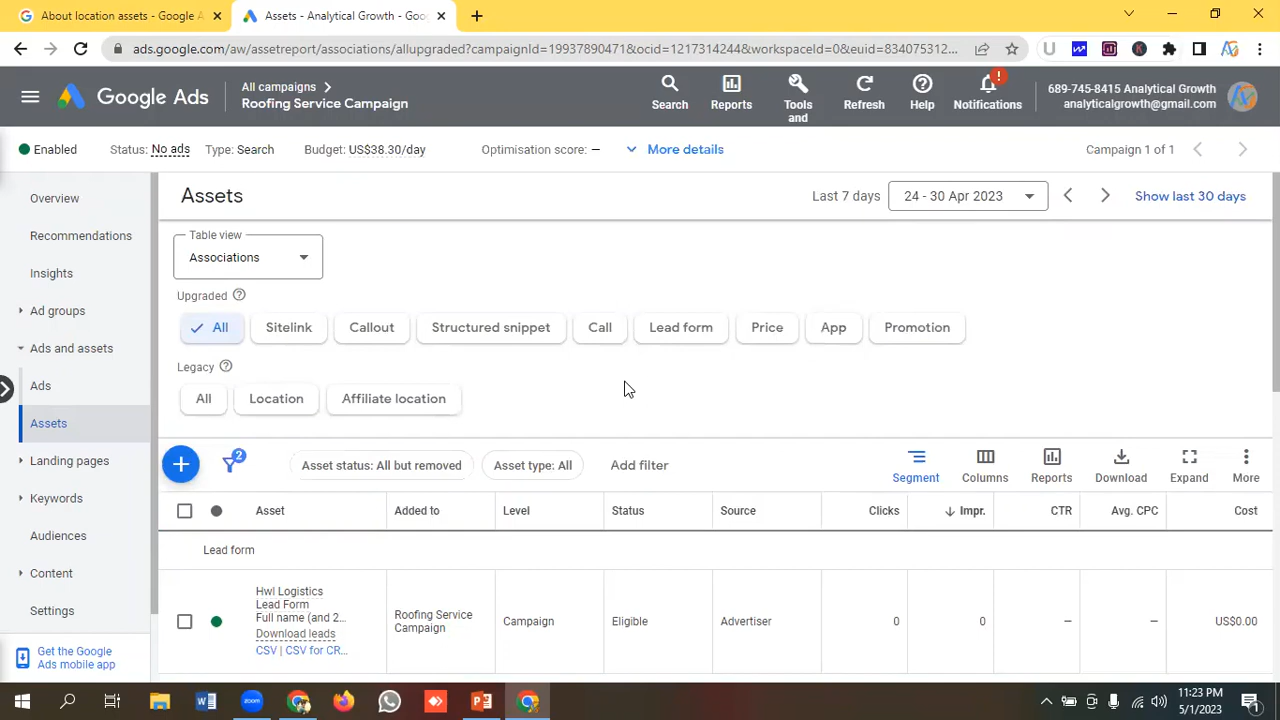 About location assets - Google A
Assets - Analytical Growth - Goo
ads.google.com/aw/assetreport/associations/allupgraded?campaignId=19937890471&ocid=1217314244&workspaceId=0&euid=834075312...
Google Ads
All campaigns
Roofing Service Campaign
Search
Reports
Tools and
Refresh
Help
Notifications
689-745-8415 Analytical Growth
analyticalgrowth@gmail.com
Enabled
Status: No ads
Type: Search
Budget: US$38.30/day
Optimisation score: –
More details
Campaign 1 of 1
Overview
Recommendations
Insights
Ad groups
Ads and assets
Ads
Assets
Landing pages
Keywords
Audiences
Content
Settings
Get the Google
Ads mobile app
Assets
Last 7 days
24 - 30 Apr 2023
Show last 30 days
Table view
Associations
Upgraded
All
Sitelink
Callout
Structured snippet
Call
Lead form
Price
App
Promotion
Legacy
All
Location
Affiliate location
2
Asset status: All but removed
Asset type: All
Add filter
Segment
Columns
Reports
Download
Expand
More
Asset
Added to
Level
Status
Source
Clicks
Impr.
CTR
Avg. CPC
Cost
Lead form
Hwl Logistics
Lead Form
Full name (and 2...
Download leads
CSV | CSV for CR...
Roofing Service
Campaign
Campaign
Eligible
Advertiser
0
0
–
–
US$0.00
11:23 PM
5/1/2023
1